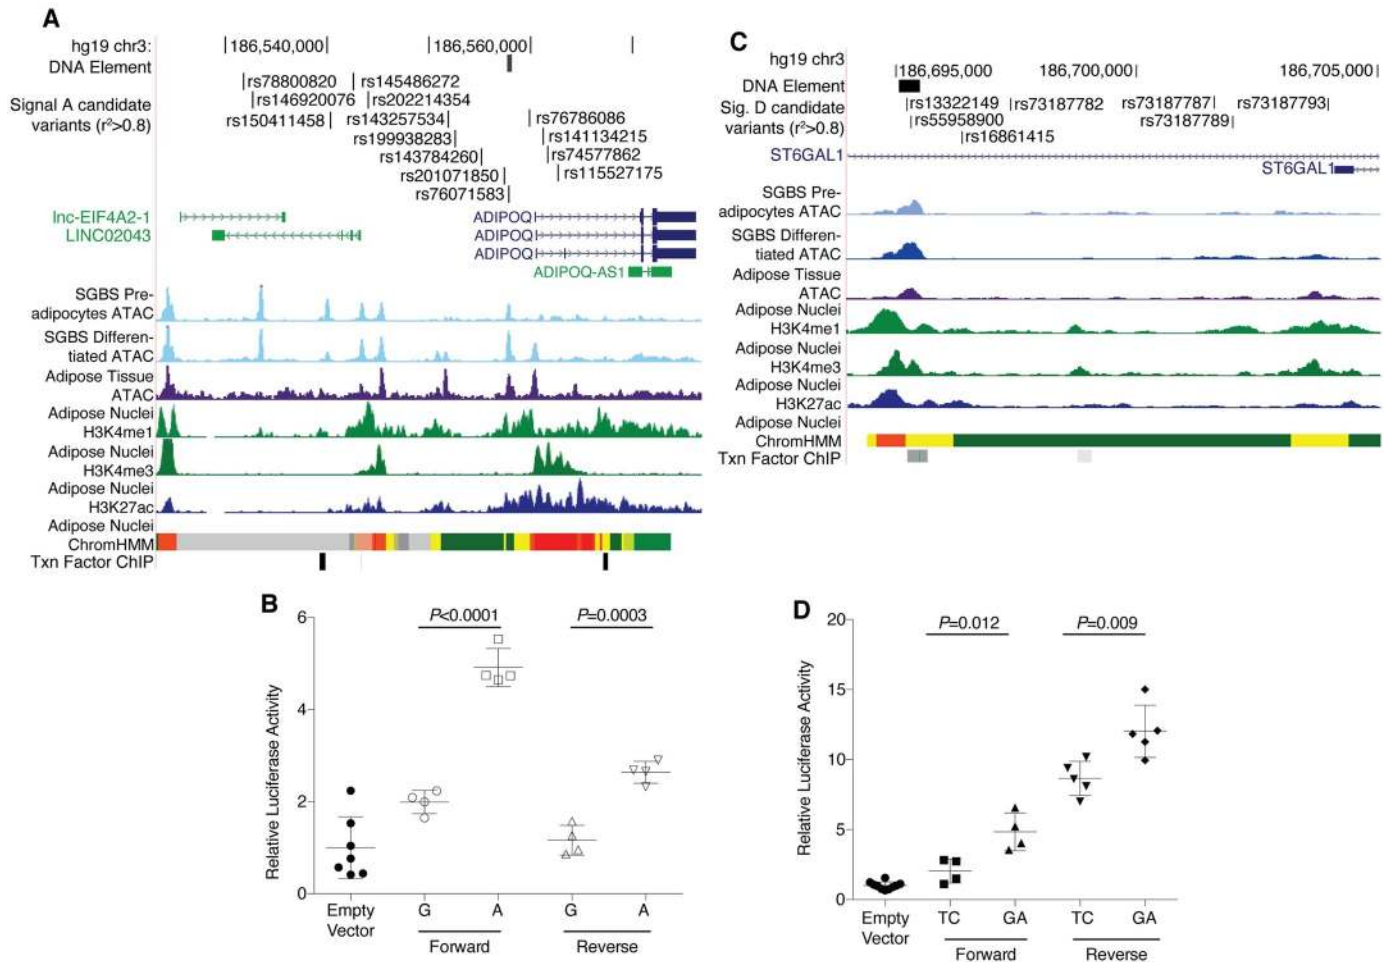 A
hg19 chr3:
186,540,000
186,560,000
DNA Element
Signal A candidate
variants (r²>0.8)
rs78800820
rs145486272
rs146920076
rs202214354
rs150411458
rs143257534
rs76786086
rs199938283
rs141134215
rs143784260
rs74577862
rs201071850
rs115527175
rs76071583
lnc-EIF4A2-1
LINC02043
ADIPOQ
ADIPOQ
ADIPOQ
ADIPOQ-AS1
SGBS Pre-
adipocytes ATAC
SGBS Differen-
tiated ATAC
Adipose Tissue
ATAC
Adipose Nuclei
H3K4me1
Adipose Nuclei
H3K4me3
Adipose Nuclei
H3K27ac
Adipose Nuclei
ChromHMM
Txn Factor ChIP
C
hg19 chr3
186,695,000
186,700,000
186,705,000
DNA Element
Sig. D candidate
variants (r²>0.8)
rs13322149
rs73187782
rs73187787
rs73187793
rs55958900
rs73187789
rs16861415
ST6GAL1
ST6GAL1
SGBS Pre-
adipocytes ATAC
SGBS Differen-
tiated ATAC
Adipose Tissue
ATAC
Adipose Nuclei
H3K4me1
Adipose Nuclei
H3K4me3
Adipose Nuclei
H3K27ac
Adipose Nuclei
ChromHMM
Txn Factor ChIP
B
Relative Luciferase Activity
6
4
2
0
P<0.0001
P=0.0003
Empty
Vector
G
A
G
A
Forward
Reverse
D
Relative Luciferase Activity
20
15
10
5
0
P=0.012
P=0.009
Empty
Vector
TC
GA
TC
GA
Forward
Reverse